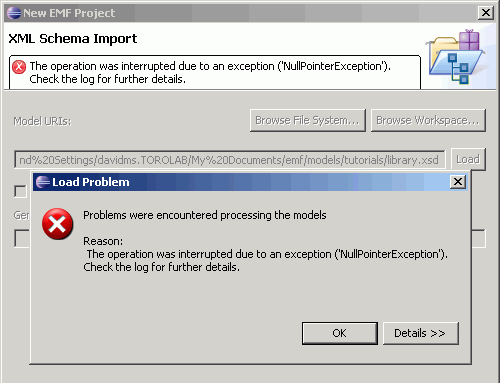 New EMF Project
XML Schema Import
The operation was interrupted due to an exception ('NullPointerException').
Check the log for further details.
Model URIs:
Browse File System...
Browse Workspace...
nd%20Settings/davidms.TOROLAB/My%20Documents/emf/models/tutorials/library.xsd
Load
Load Problem
Problems were encountered processing the models
Reason:
The operation was interrupted due to an exception ('NullPointerException').
Check the log for further details.
OK
Details >>